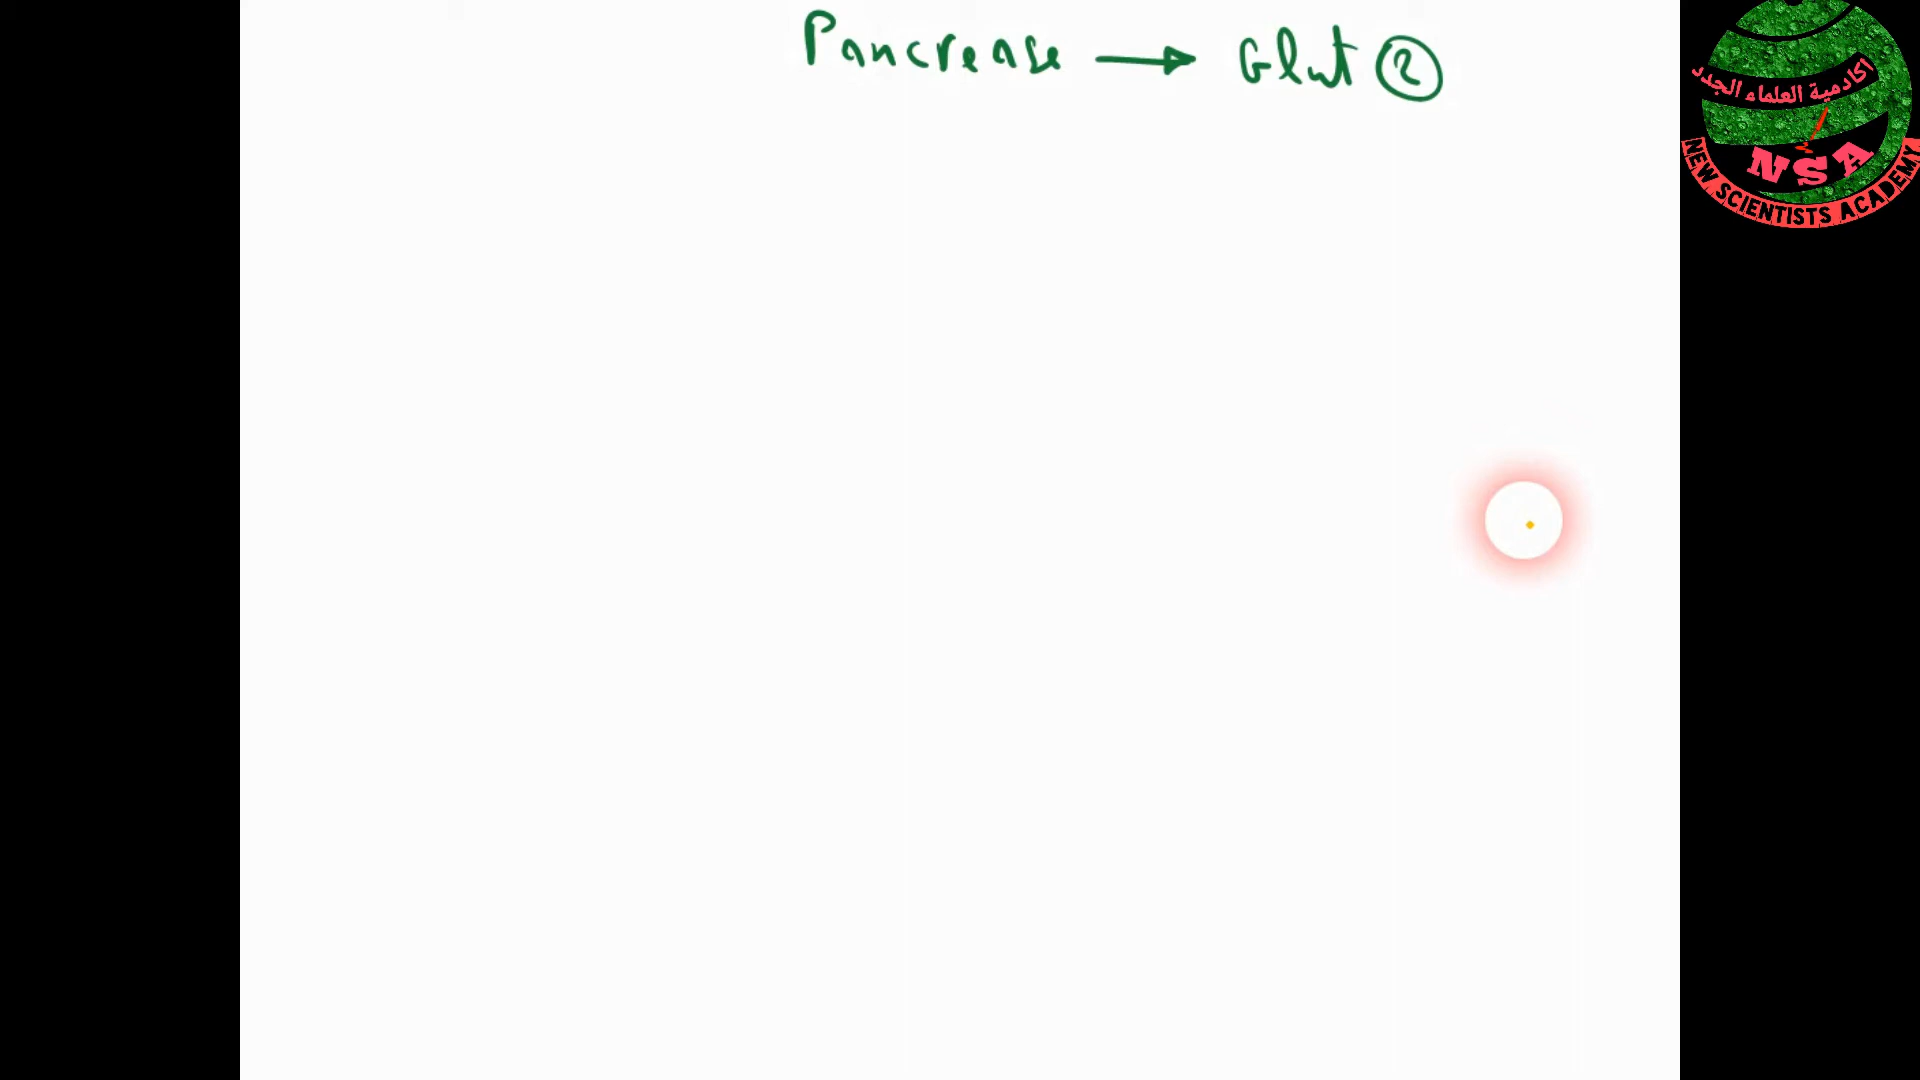 Pancrease → Glut ②
اكاديمية العلماء الجدد
NSA
NEW SCIENTISTS ACADEMY